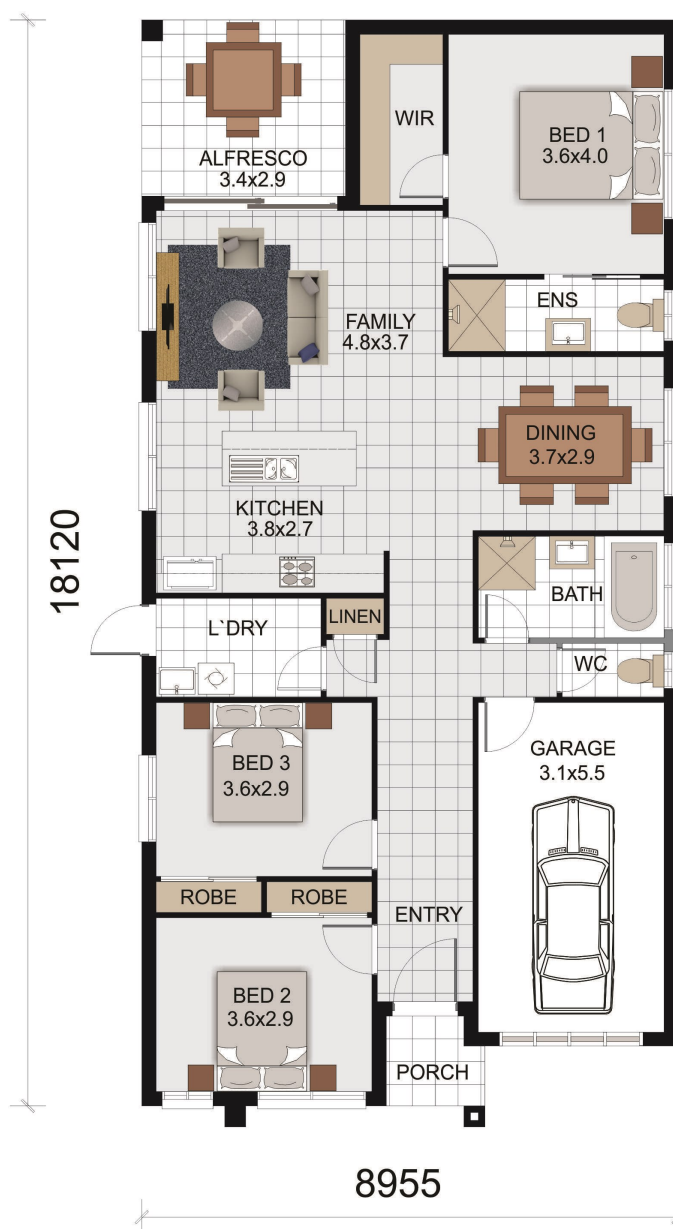 WIR
BED 1
3.6x4.0
ALFRESCO
3.4x2.9
ENS
FAMILY
4.8x3.7
DINING
3.7x2.9
KITCHEN
3.8x2.7
18120
BATH
L`DRY
LINEN
WC
GARAGE
3.1x5.5
BED 3
3.6x2.9
ROBE
ROBE
ENTRY
BED 2
3.6x2.9
PORCH
8955